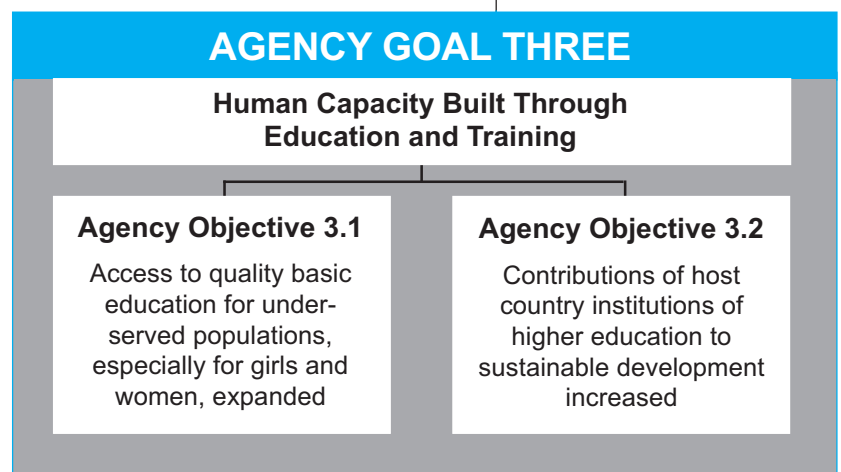 AGENCY GOAL THREE
Human Capacity Built Through
Education and Training
Agency Objective 3.1
Access to quality basic
education for under-
served populations,
especially for girls and
women, expanded
Agency Objective 3.2
Contributions of host
country institutions of
higher education to
sustainable development
increased